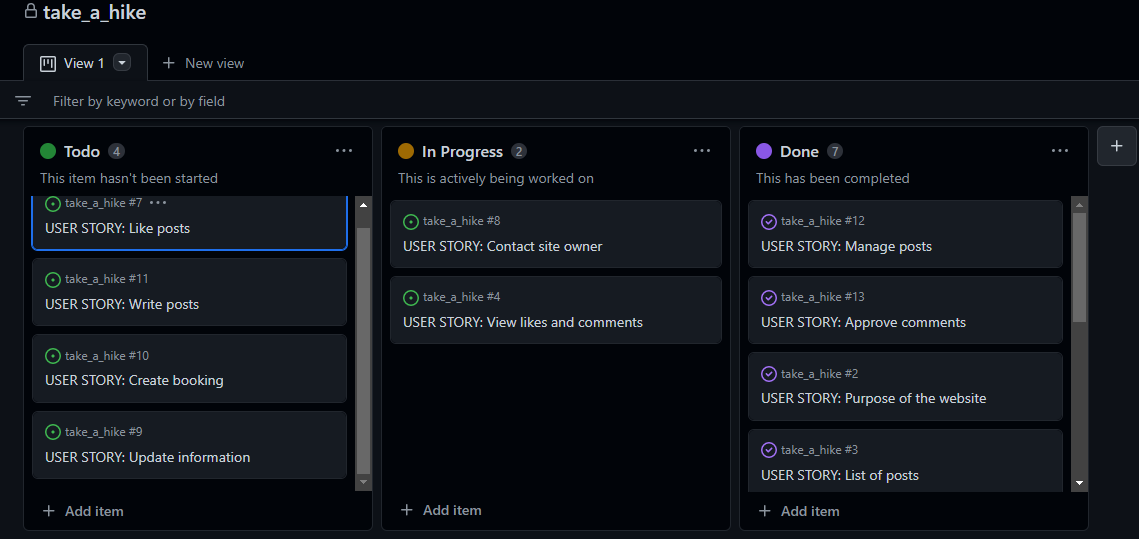 take_a_hike
View 1
New view
Filter by keyword or by field
Todo 4
This item hasn't been started
take_a_hike #7
USER STORY: Like posts
take_a_hike #11
USER STORY: Write posts
take_a_hike #10
USER STORY: Create booking
take_a_hike #9
USER STORY: Update information
Add item
In Progress 2
This is actively being worked on
take_a_hike #8
USER STORY: Contact site owner
take_a_hike #4
USER STORY: View likes and comments
Add item
Done 7
This has been completed
take_a_hike #12
USER STORY: Manage posts
take_a_hike #13
USER STORY: Approve comments
take_a_hike #2
USER STORY: Purpose of the website
take_a_hike #3
USER STORY: List of posts
Add item